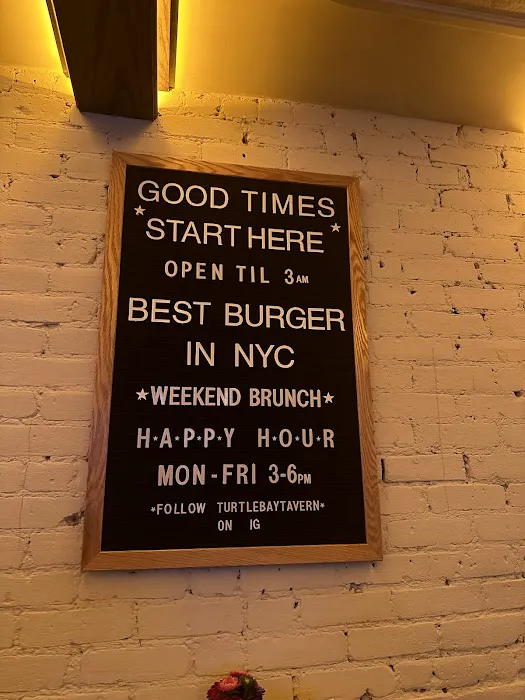 GOOD TIMES
★ START HERE ★
OPEN TIL 3AM
BEST BURGER
IN NYC
★WEEKEND BRUNCH★
H•A•P•P•Y H•O•U•R
MON-FRI 3-6PM
*FOLLOW TURTLEBAYTAVERN*
ON IG